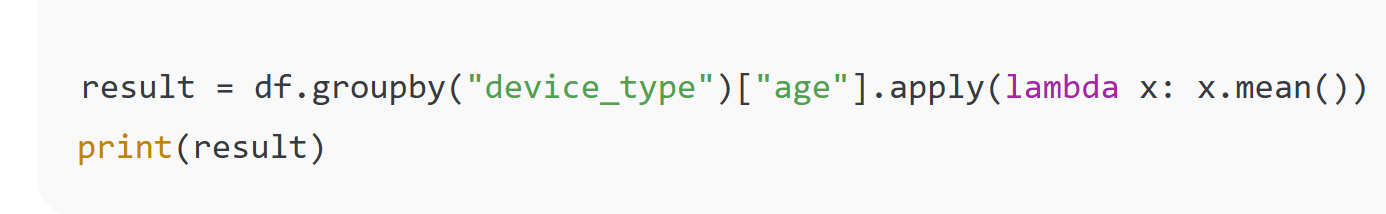 result = df.groupby("device_type")["age"].apply(lambda x: x.mean())
print(result)